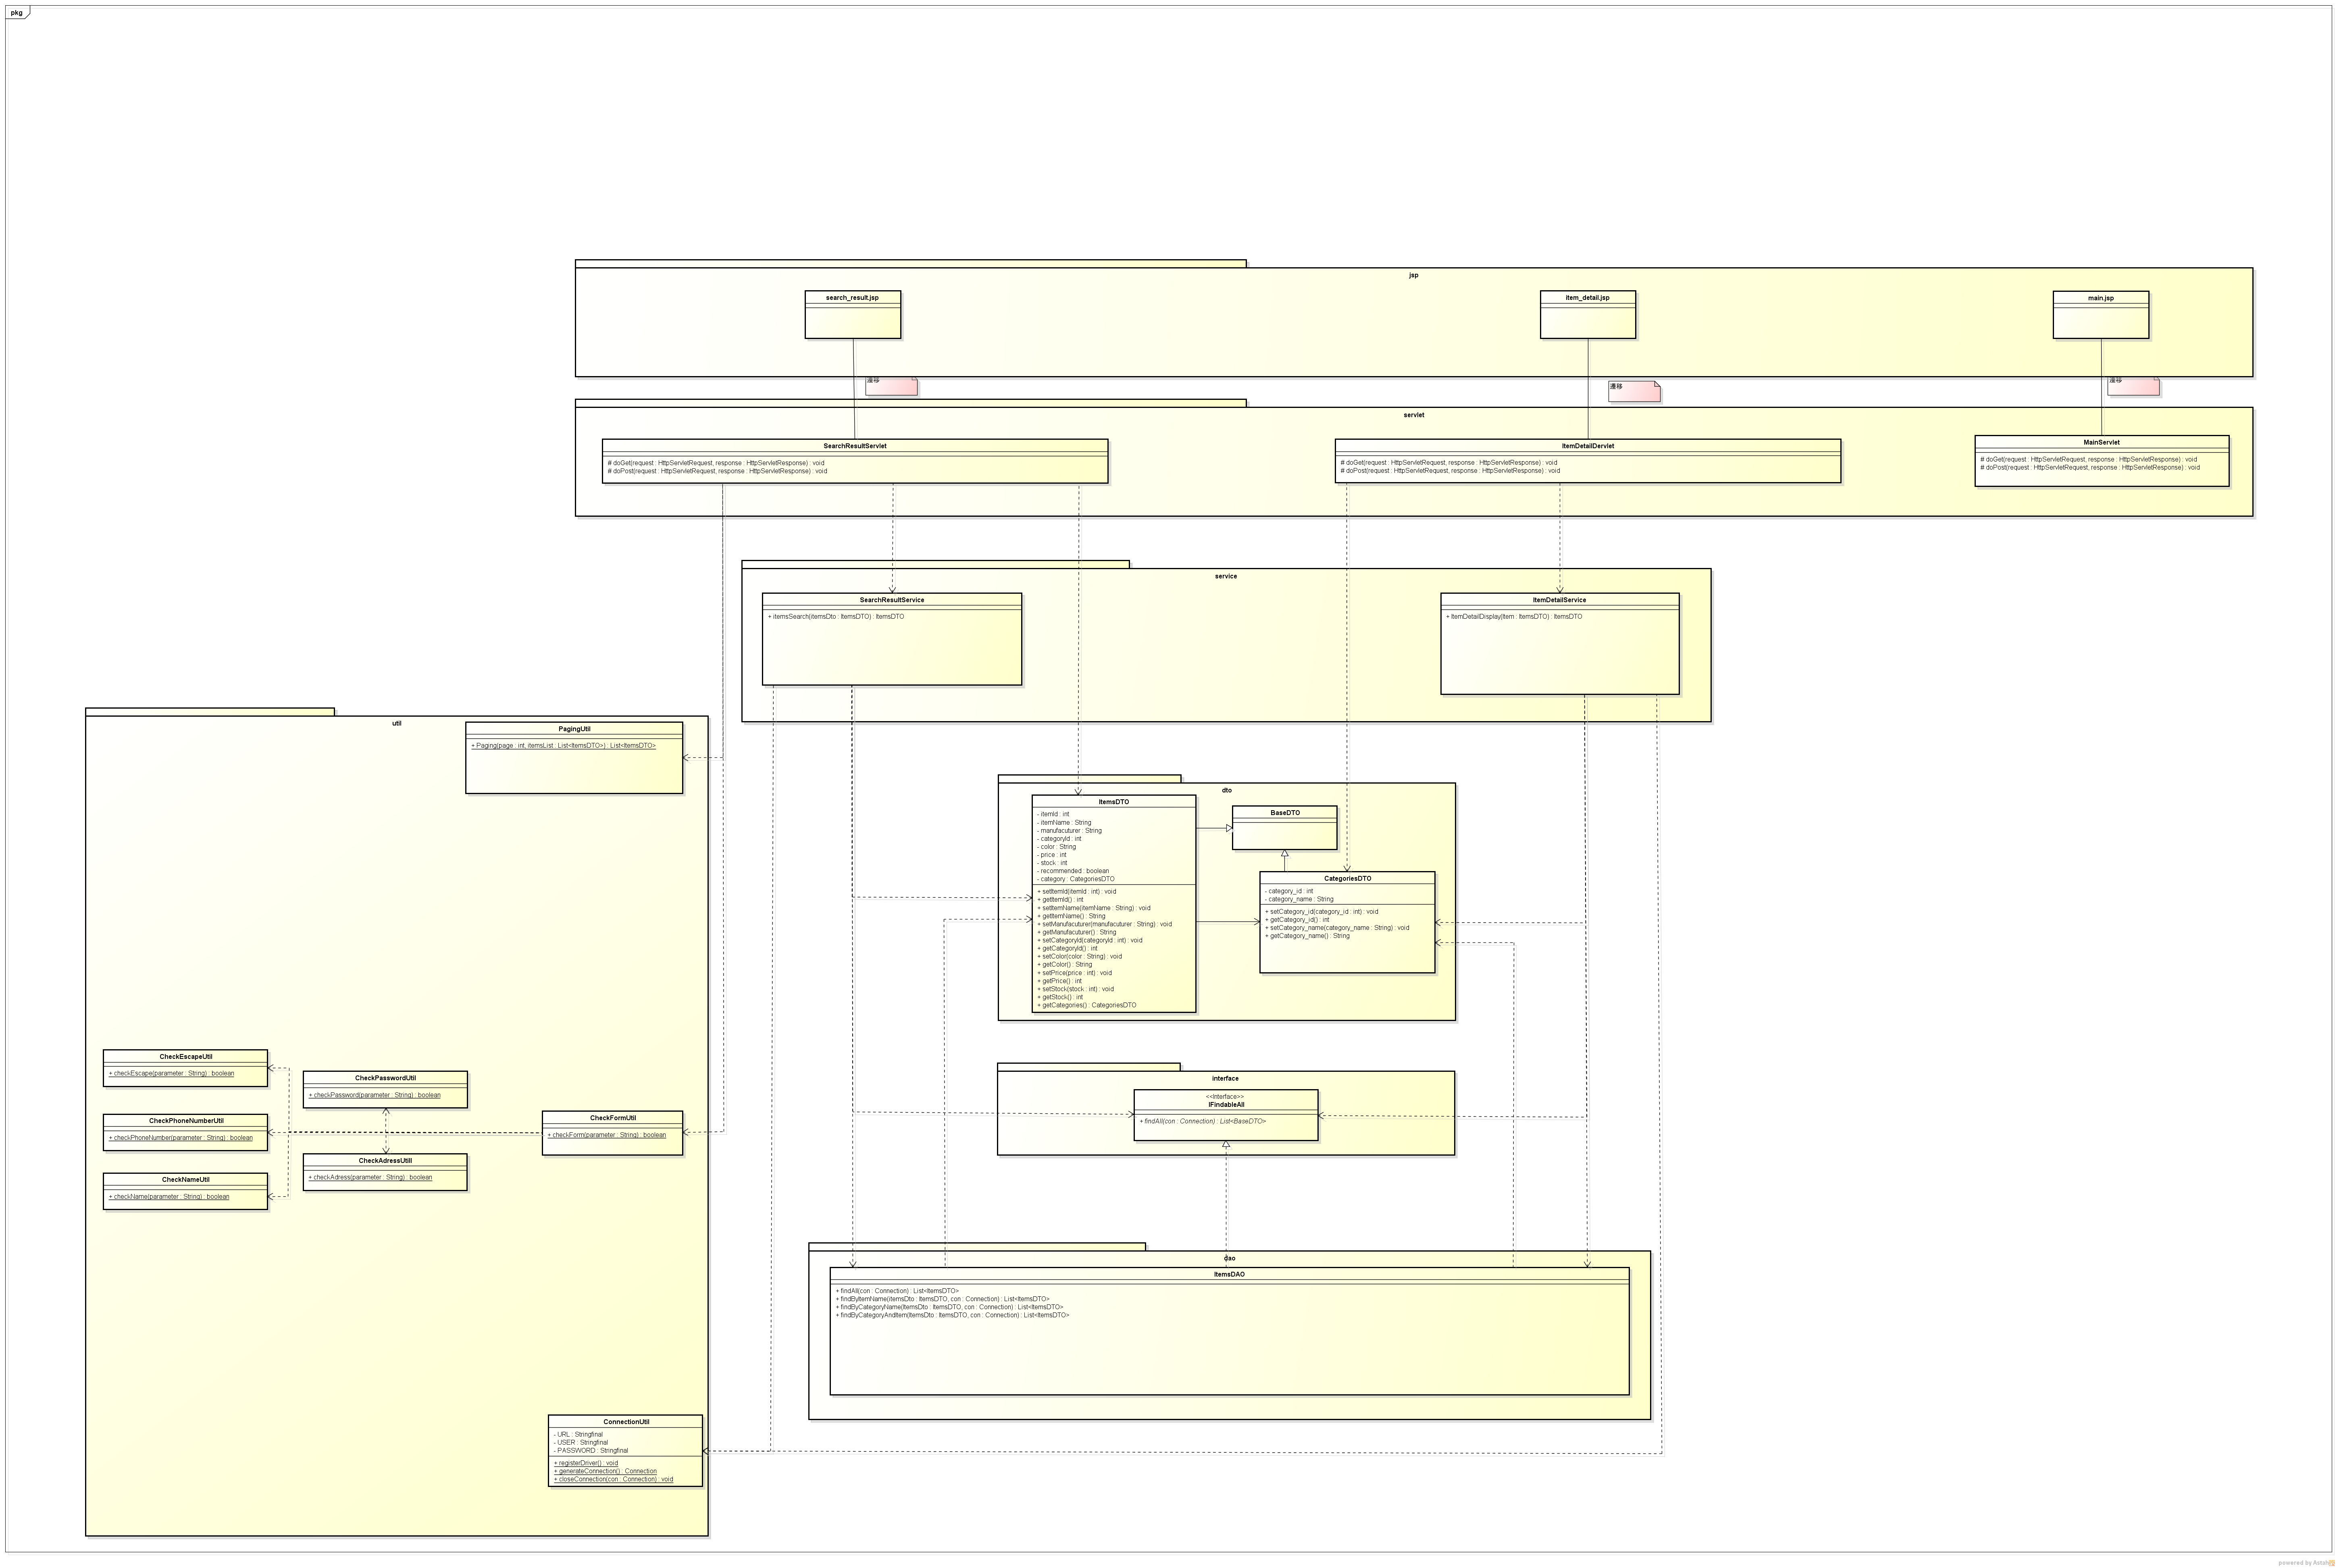 pkg
jsp
search_result.jsp
item_detail.jsp
main.jsp
遷移
遷移
遷移
servlet
SearchResultServlet
# doGet(request : HttpServletRequest, response : HttpServletResponse) : void
# doPost(request : HttpServletRequest, response : HttpServletResponse) : void
ItemDetailDervlet
# doGet(request : HttpServletRequest, response : HttpServletResponse) : void
# doPost(request : HttpServletRequest, response : HttpServletResponse) : void
MainServlet
# doGet(request : HttpServletRequest, response : HttpServletResponse) : void
# doPost(request : HttpServletRequest, response : HttpServletResponse) : void
service
SearchResultService
+ itemsSearch(itemsDto : ItemsDTO) : ItemsDTO
ItemDetailService
+ ItemDetailDisplay(Item : ItemsDTO) : ItemsDTO
util
PagingUtil
+ Paging(page : int, itemsList : List<ItemsDTO>) : List<ItemsDTO>
dto
ItemsDTO
- itemId : int
- itemName : String
- manufacuturer : String
- categoryId : int
- color : String
- price : int
- stock : int
- recommended : boolean
- category : CategoriesDTO
+ setItemId(itemId : int) : void
+ getItemId() : int
+ setItemName(itemName : String) : void
+ getItemName() : String
+ setManufacturer(manufacuturer : String) : void
+ getManufacuturer() : String
+ setCategoryId(categoryId : int) : void
+ getCategoryId() : int
+ setColor(color : String) : void
+ getColor() : String
+ setPrice(price : int) : void
+ getPrice() : int
+ setStock(stock : int) : void
+ getStock() : int
+ getCategories() : CategoriesDTO
BaseDTO
CategoriesDTO
- category_id : int
- category_name : String
+ setCategory_id(category_id : int) : void
+ getCategory_id() : int
+ setCategory_name(category_name : String) : void
+ getCategory_name() : String
CheckEscapeUtil
+ checkEscape(parameter : String) : boolean
CheckPasswordUtil
+ checkPassword(parameter : String) : boolean
CheckPhoneNumberUtil
+ checkPhoneNumber(parameter : String) : boolean
CheckFormUtil
+ checkForm(parameter : String) : boolean
CheckAdressUtill
+ checkAdress(parameter : String) : boolean
CheckNameUtil
+ checkName(parameter : String) : boolean
interface
<<Interface>>
IFindableAll
+ findAll(con : Connection) : List<BaseDTO>
dao
ItemsDAO
+ findAll(con : Connection) : List<ItemsDTO>
+ findByItemName(itemsDto : ItemsDTO, con : Connection) : List<ItemsDTO>
+ findByCategoryName(ItemsDto : ItemsDTO, con : Connection) : List<ItemsDTO>
+ findByCategoryAndItem(ItemsDto : ItemsDTO, con : Connection) : List<ItemsDTO>
ConnectionUtil
- URL : Stringfinal
- USER : Stringfinal
- PASSWORD : Stringfinal
+ registerDriver() : void
+ generateConnection() : Connection
+ closeConnection(con : Connection) : void
powered by Astah